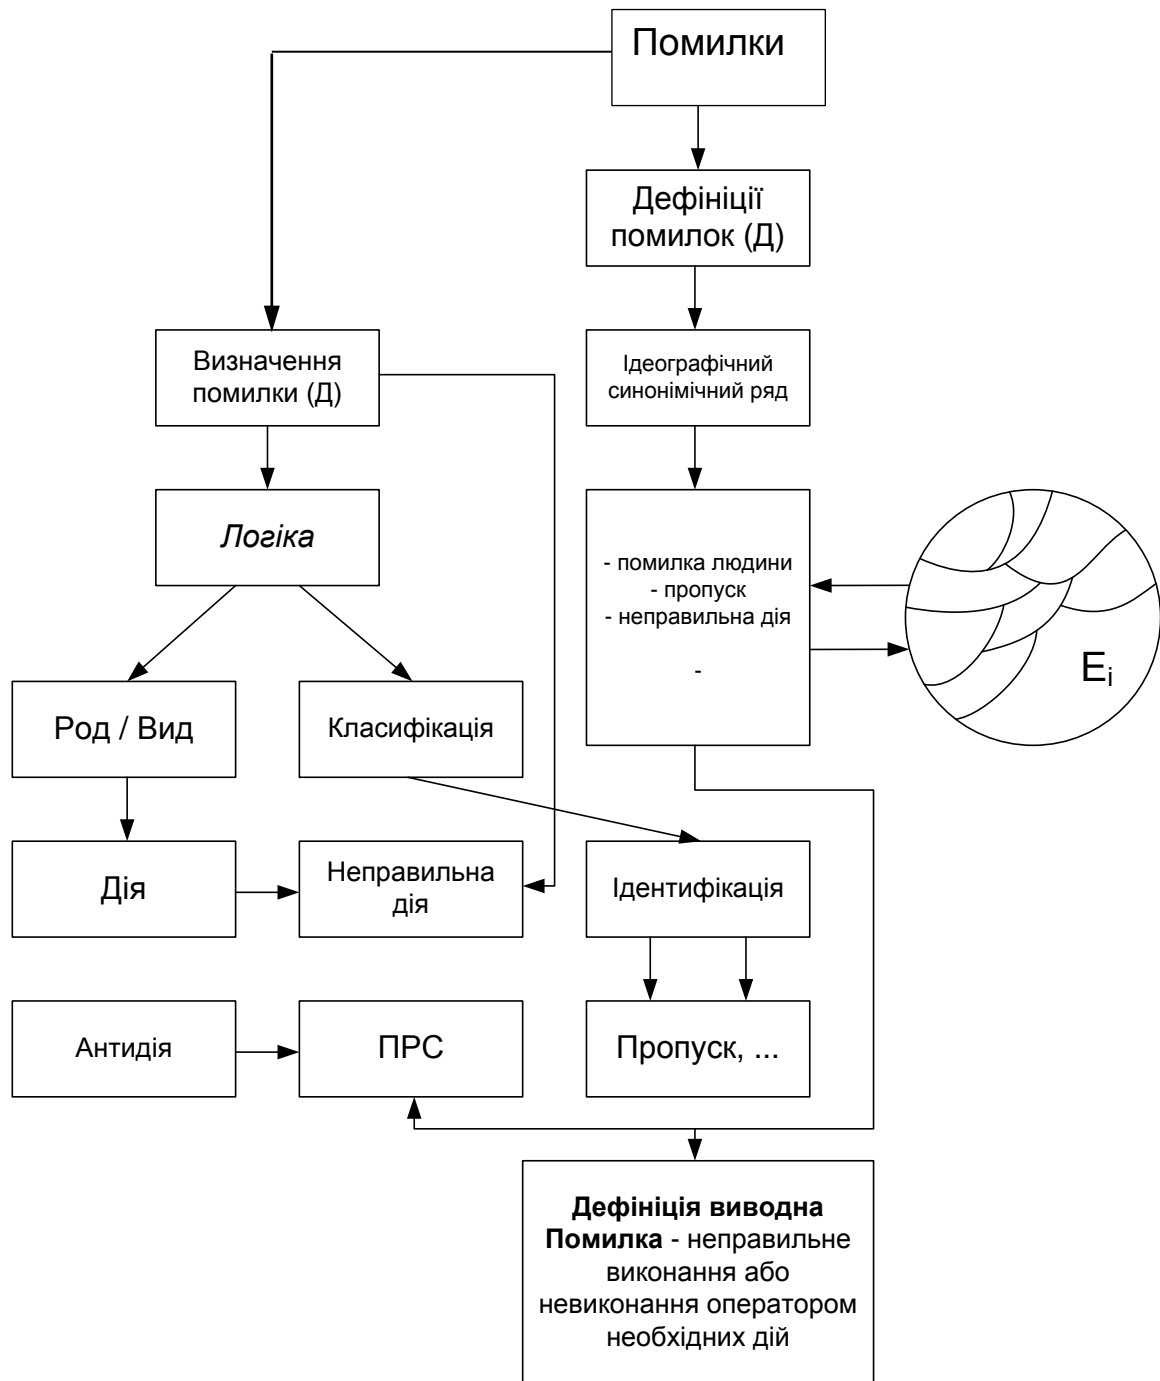 Помилки
Дефініції
помилок (Д)
Визначення
помилки (Д)
Ідеографічний
синонімічний ряд
Логіка
- помилка людини
- пропуск
- неправильна дія
-
Еi
Род / Вид
Класифікація
Дія
Неправильна
дія
Ідентифікація
Антидія
ПРС
Пропуск, ...
Дефініція виводна
Помилка - неправильне
виконання або
невиконання оператором
необхідних дій